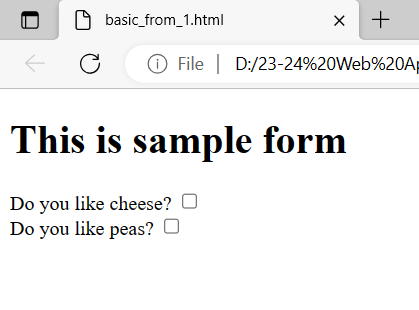 basic_from_1.html
File | D:/23-24%20Web%20Ap
This is sample form
Do you like cheese?
Do you like peas?